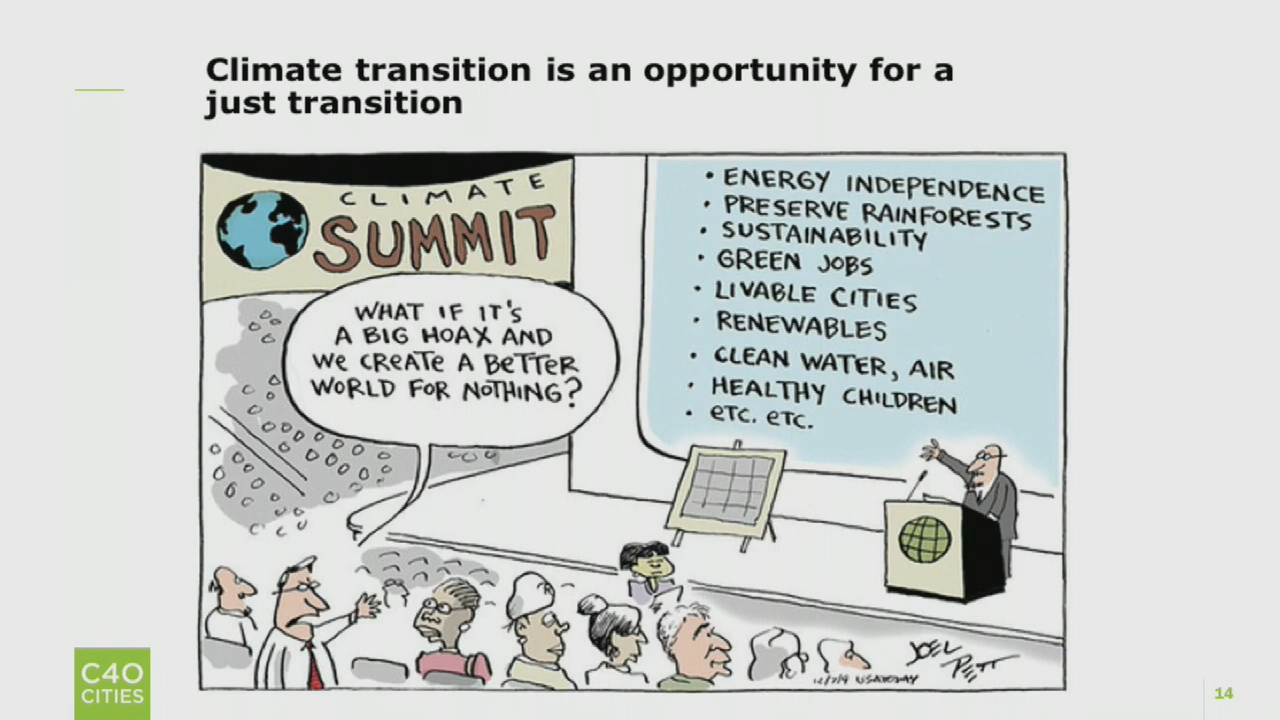 Climate transition is an opportunity for a
just transition
CLIMATE
SUMMIT
WHAT IF IT'S
A BIG HOAX AND
WE CREATE A BETTER
WORLD FOR NOTHING?
• ENERGY INDEPENDENCE
• PRESERVE RAINFORESTS
• SUSTAINABILITY
• GREEN JOBS
• LIVABLE CITIES
• RENEWABLES
• CLEAN WATER, AIR
• HEALTHY CHILDREN
• ETC. ETC.
JOEL
PETT
USA TODAY
C40
CITIES
14